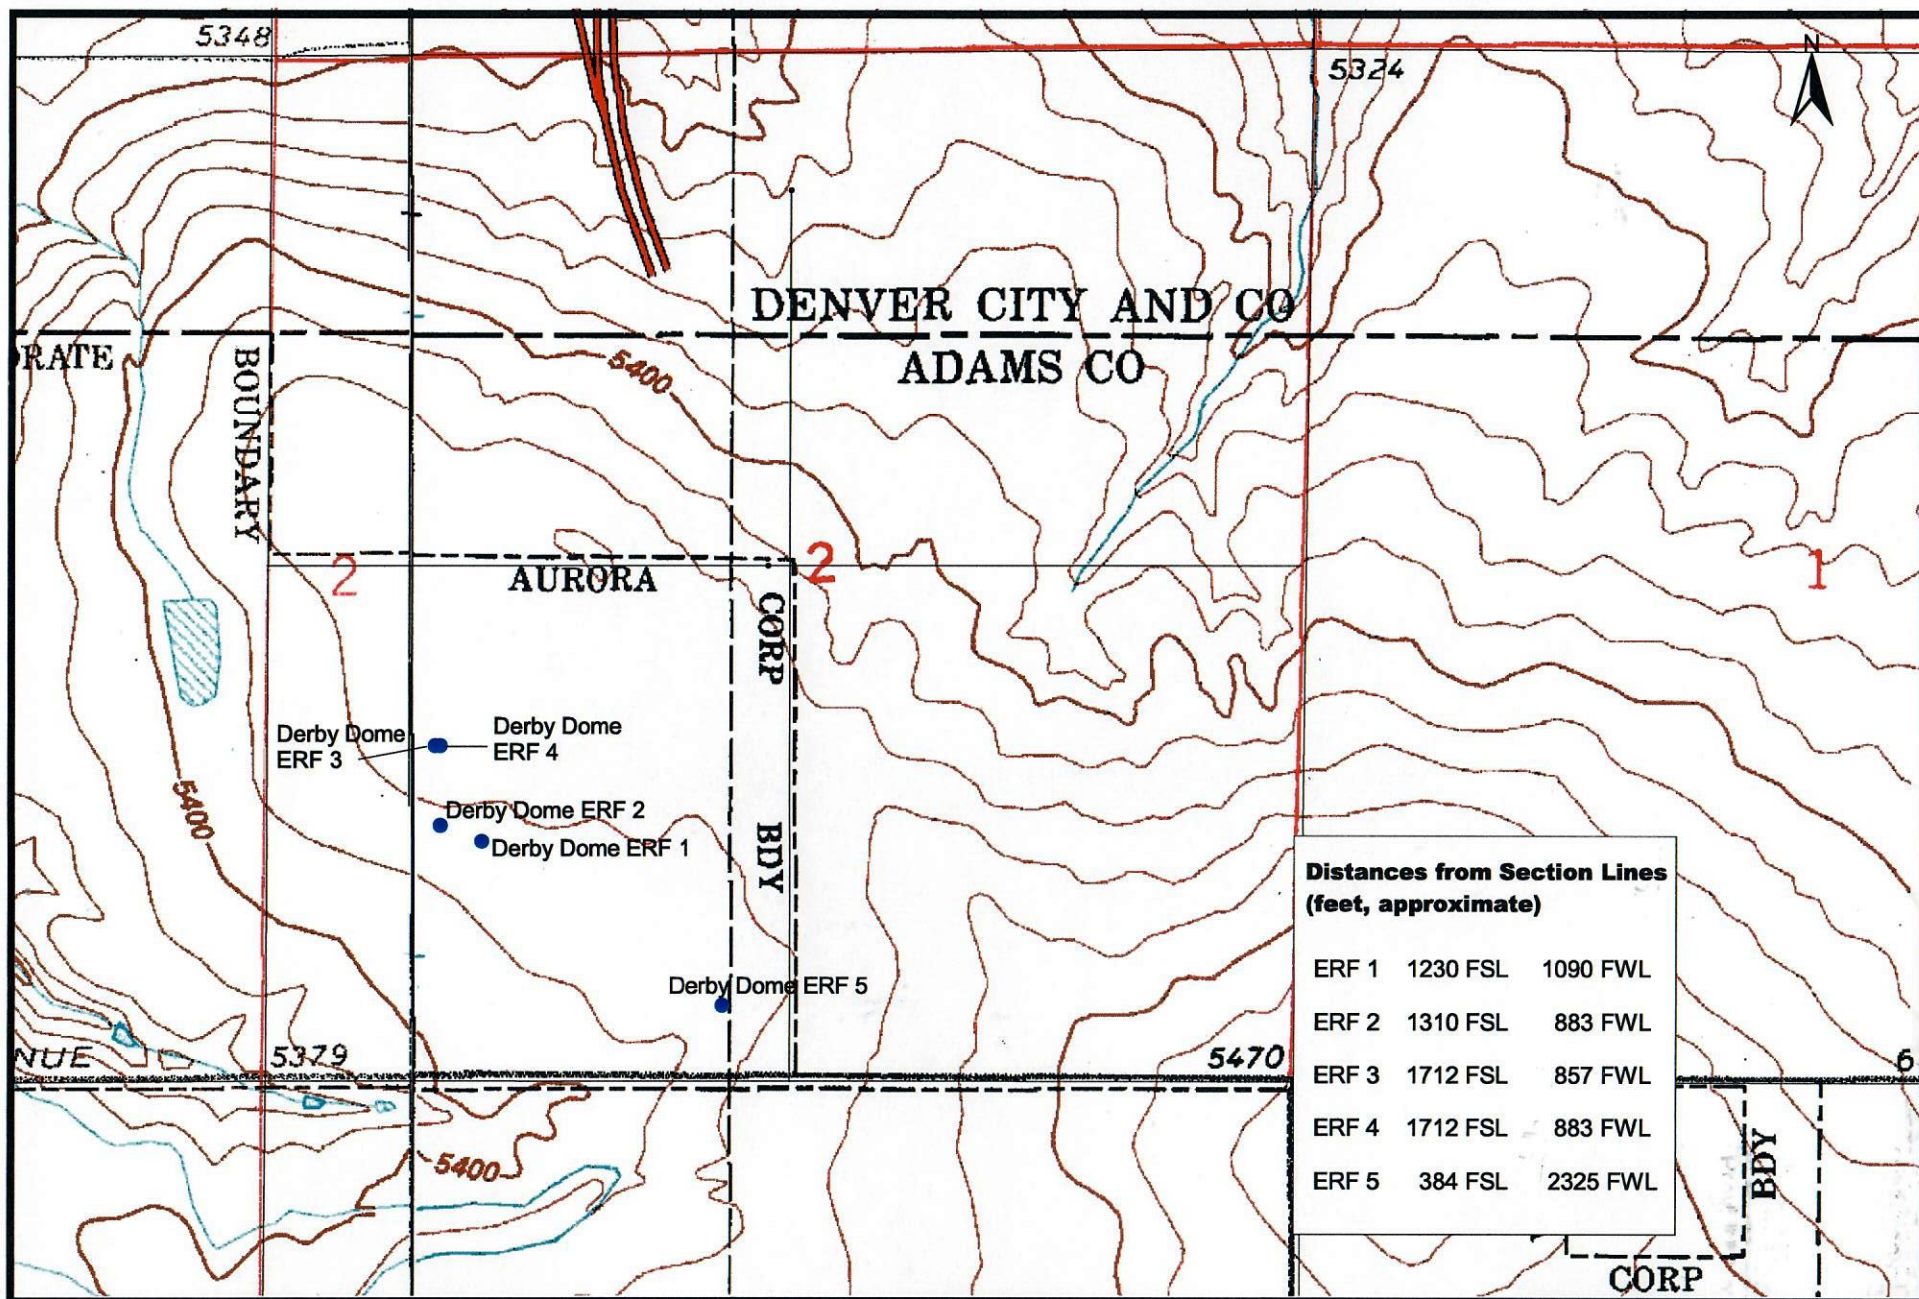 5348
5324
N
DENVER CITY AND CO
ORATE
BOUNDARY
5400
ADAMS CO
2
AURORA
2
1
CORP
Derby Dome
ERF 3
Derby Dome
ERF 4
5400
Derby Dome ERF 2
Derby Dome ERF 1
BDY
Distances from Section Lines
(feet, approximate)
ERF 1 1230 FSL 1090 FWL
ERF 2 1310 FSL 883 FWL
ERF 3 1712 FSL 857 FWL
ERF 4 1712 FSL 883 FWL
ERF 5 384 FSL 2325 FWL
Derby Dome ERF 5
NUE
5379
5470
6
5400
BDY
CORP